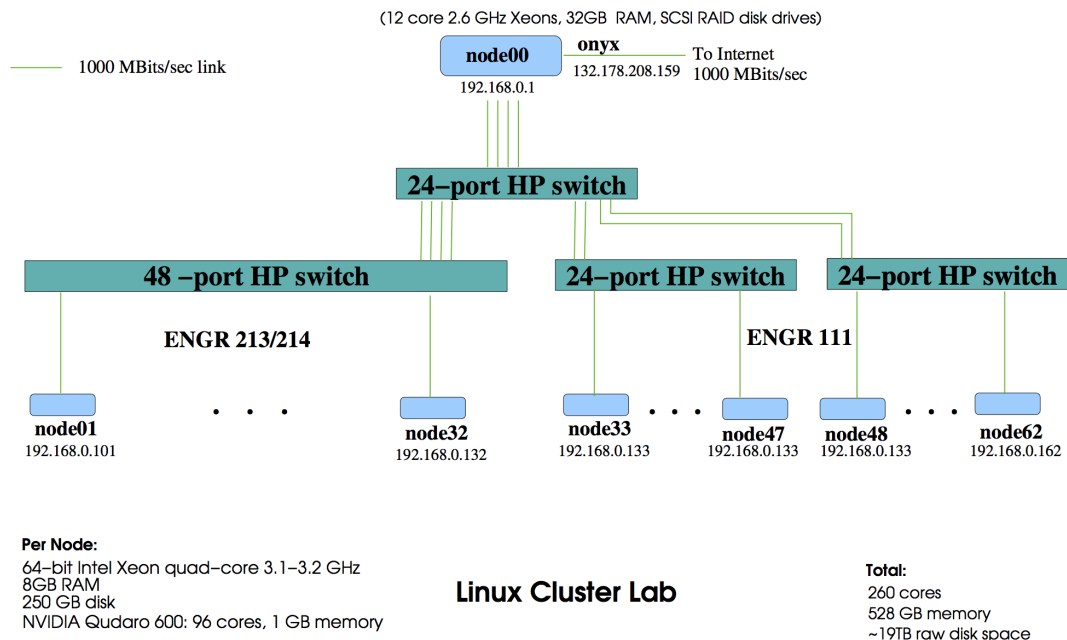 (12 core 2.6 GHz Xeons, 32GB RAM, SCSI RAID disk drives)
1000 MBits/sec link
node00
onyx
132.178.208.159
To Internet
1000 MBits/sec
192.168.0.1
24–port HP switch
48 –port HP switch
24–port HP switch
24–port HP switch
ENGR 213/214
ENGR 111
. . .
. . .
. . .
node01
192.168.0.101
node32
192.168.0.132
node33
192.168.0.133
node47
192.168.0.133
node48
192.168.0.133
node62
192.168.0.162
Per Node:
64–bit Intel Xeon quad–core 3.1–3.2 GHz
8GB RAM
250 GB disk
NVIDIA Qudaro 600: 96 cores, 1 GB memory
Linux Cluster Lab
Total:
260 cores
528 GB memory
~19TB raw disk space